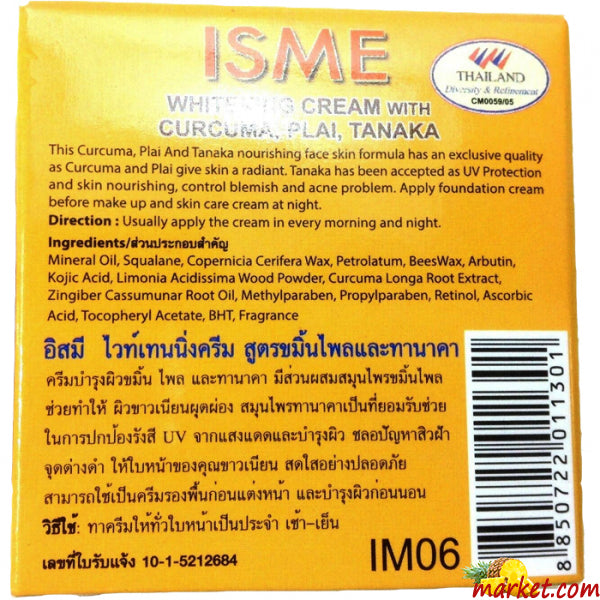 ISME
THAILAND
Diversity & Refinement
CM0059/05
WHITENING CREAM WITH
CURCUMA, PLAI, TANAKA
This Curcuma, Plai And Tanaka nourishing face skin formula has an exclusive quality
as Curcuma and Plai give skin a radiant. Tanaka has been accepted as UV Protection
and skin nourishing, control blemish and acne problem. Apply foundation cream
before make up and skin care cream at night.
Direction : Usually apply the cream in every morning and night.
Ingredients/ส่วนประกอบสำคัญ
Mineral Oil, Squalane, Copernicia Cerifera Wax, Petrolatum, BeesWax, Arbutin,
Kojic Acid, Limonia Acidissima Wood Powder, Curcuma Longa Root Extract,
Zingiber Cassumunar Root Oil, Methylparaben, Propylparaben, Retinol, Ascorbic
Acid, Tocopheryl Acetate, BHT, Fragrance
อิสมี ไวท์เทนนิ่งครีม สูตรขมิ้นไพลและทานาคา
ครีมบำรุงผิวขมิ้น ไพล และทานาคา มีส่วนผสมสมุนไพรขมิ้นไพล
ช่วยทำให้ ผิวขาวเนียนผุดผ่อง สมุนไพรทานาคาเป็นที่ยอมรับช่วย
ในการปกป้องรังสี UV จากแสงแดดและบำรุงผิว ชลอปัญหาสิวฝ้า
จุดด่างดำ ให้ใบหน้าของคุณขาวเนียน สดใสอย่างปลอดภัย
สามารถใช้เป็นครีมรองพื้นก่อนแต่งหน้า และบำรุงผิวก่อนนอน
วิธีใช้: ทาครีมให้ทั่วใบหน้าเป็นประจำ เช้า-เย็น
เลขที่ใบรับแจ้ง 10-1-5212684
IM06
8 850722 011301
market.com